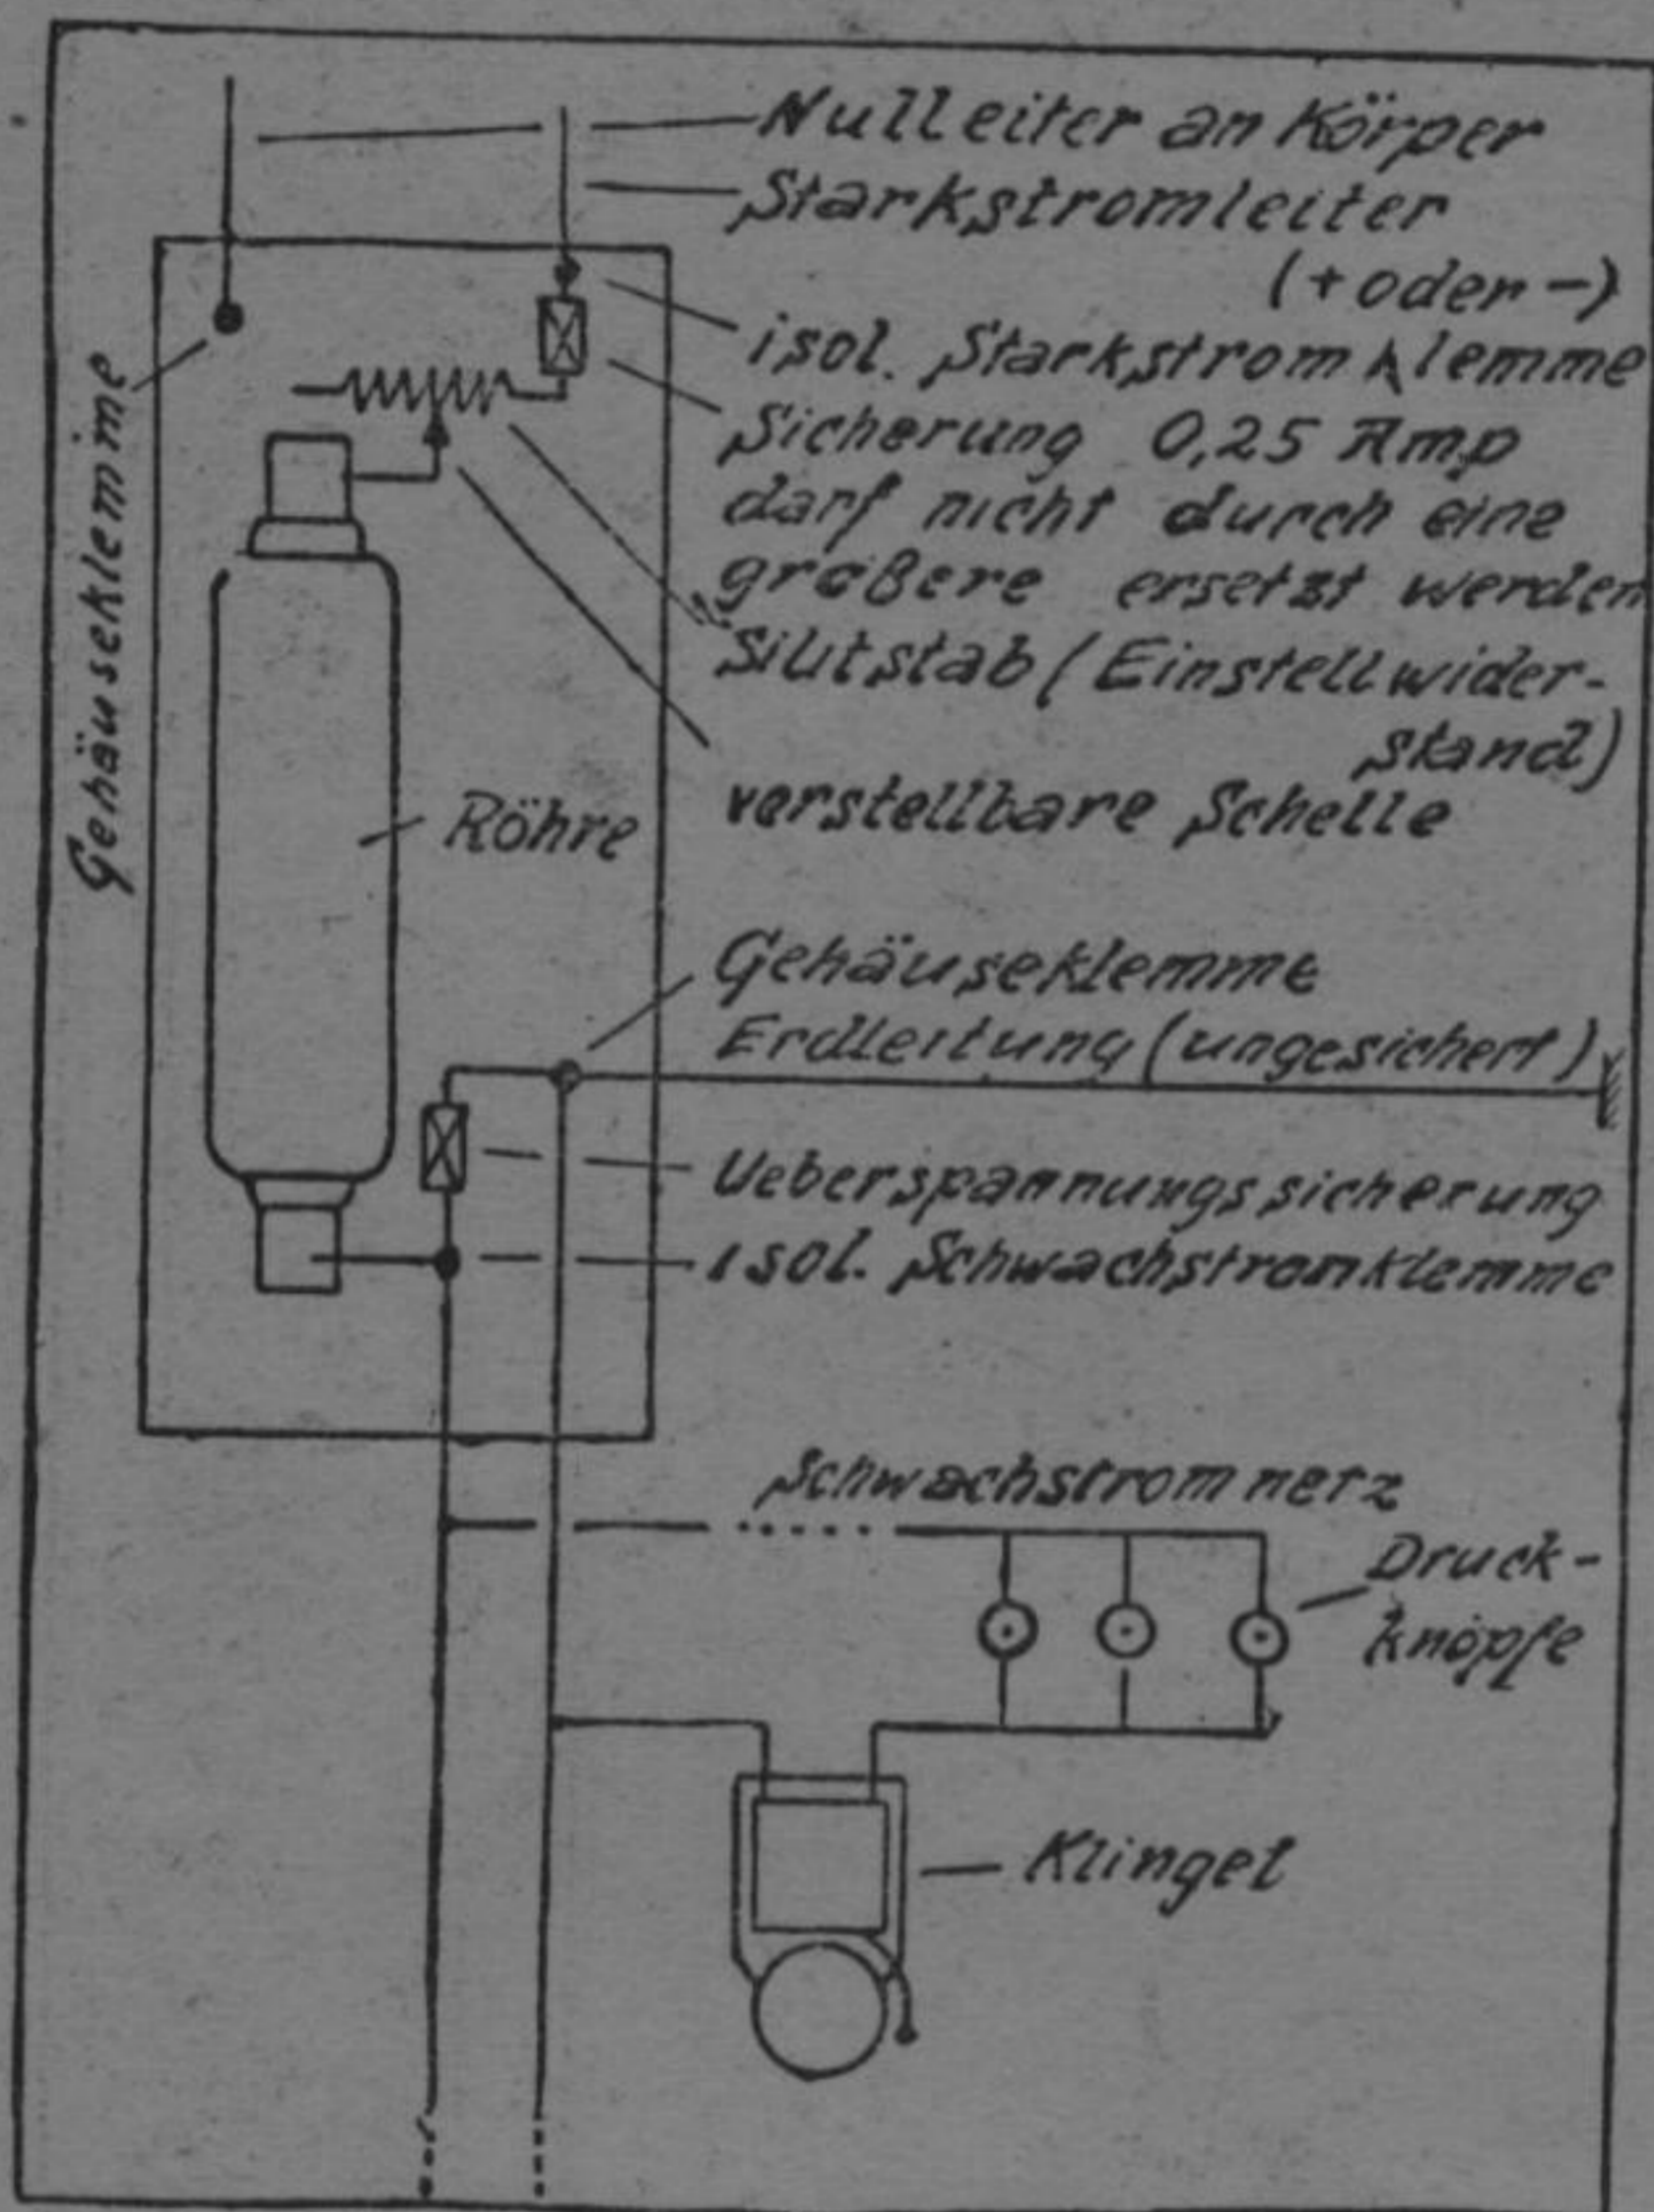 Nulleiter an Körper
Starkstromleiter
(+ oder -)
isol. Starkstromklemme
Sicherung 0,25 Amp
darf nicht durch eine
größere ersetzt werden
Silitstab (Einstellwider-
stand)
verstellbare Schelle
Gehäuseklemme
Röhre
Gehäuseklemme
Erdleitung (ungesichert)
Ueberspannungssicherung
isol. Schwachstromklemme
Schwachstromnetz
Druck-
knöpfe
Klingel